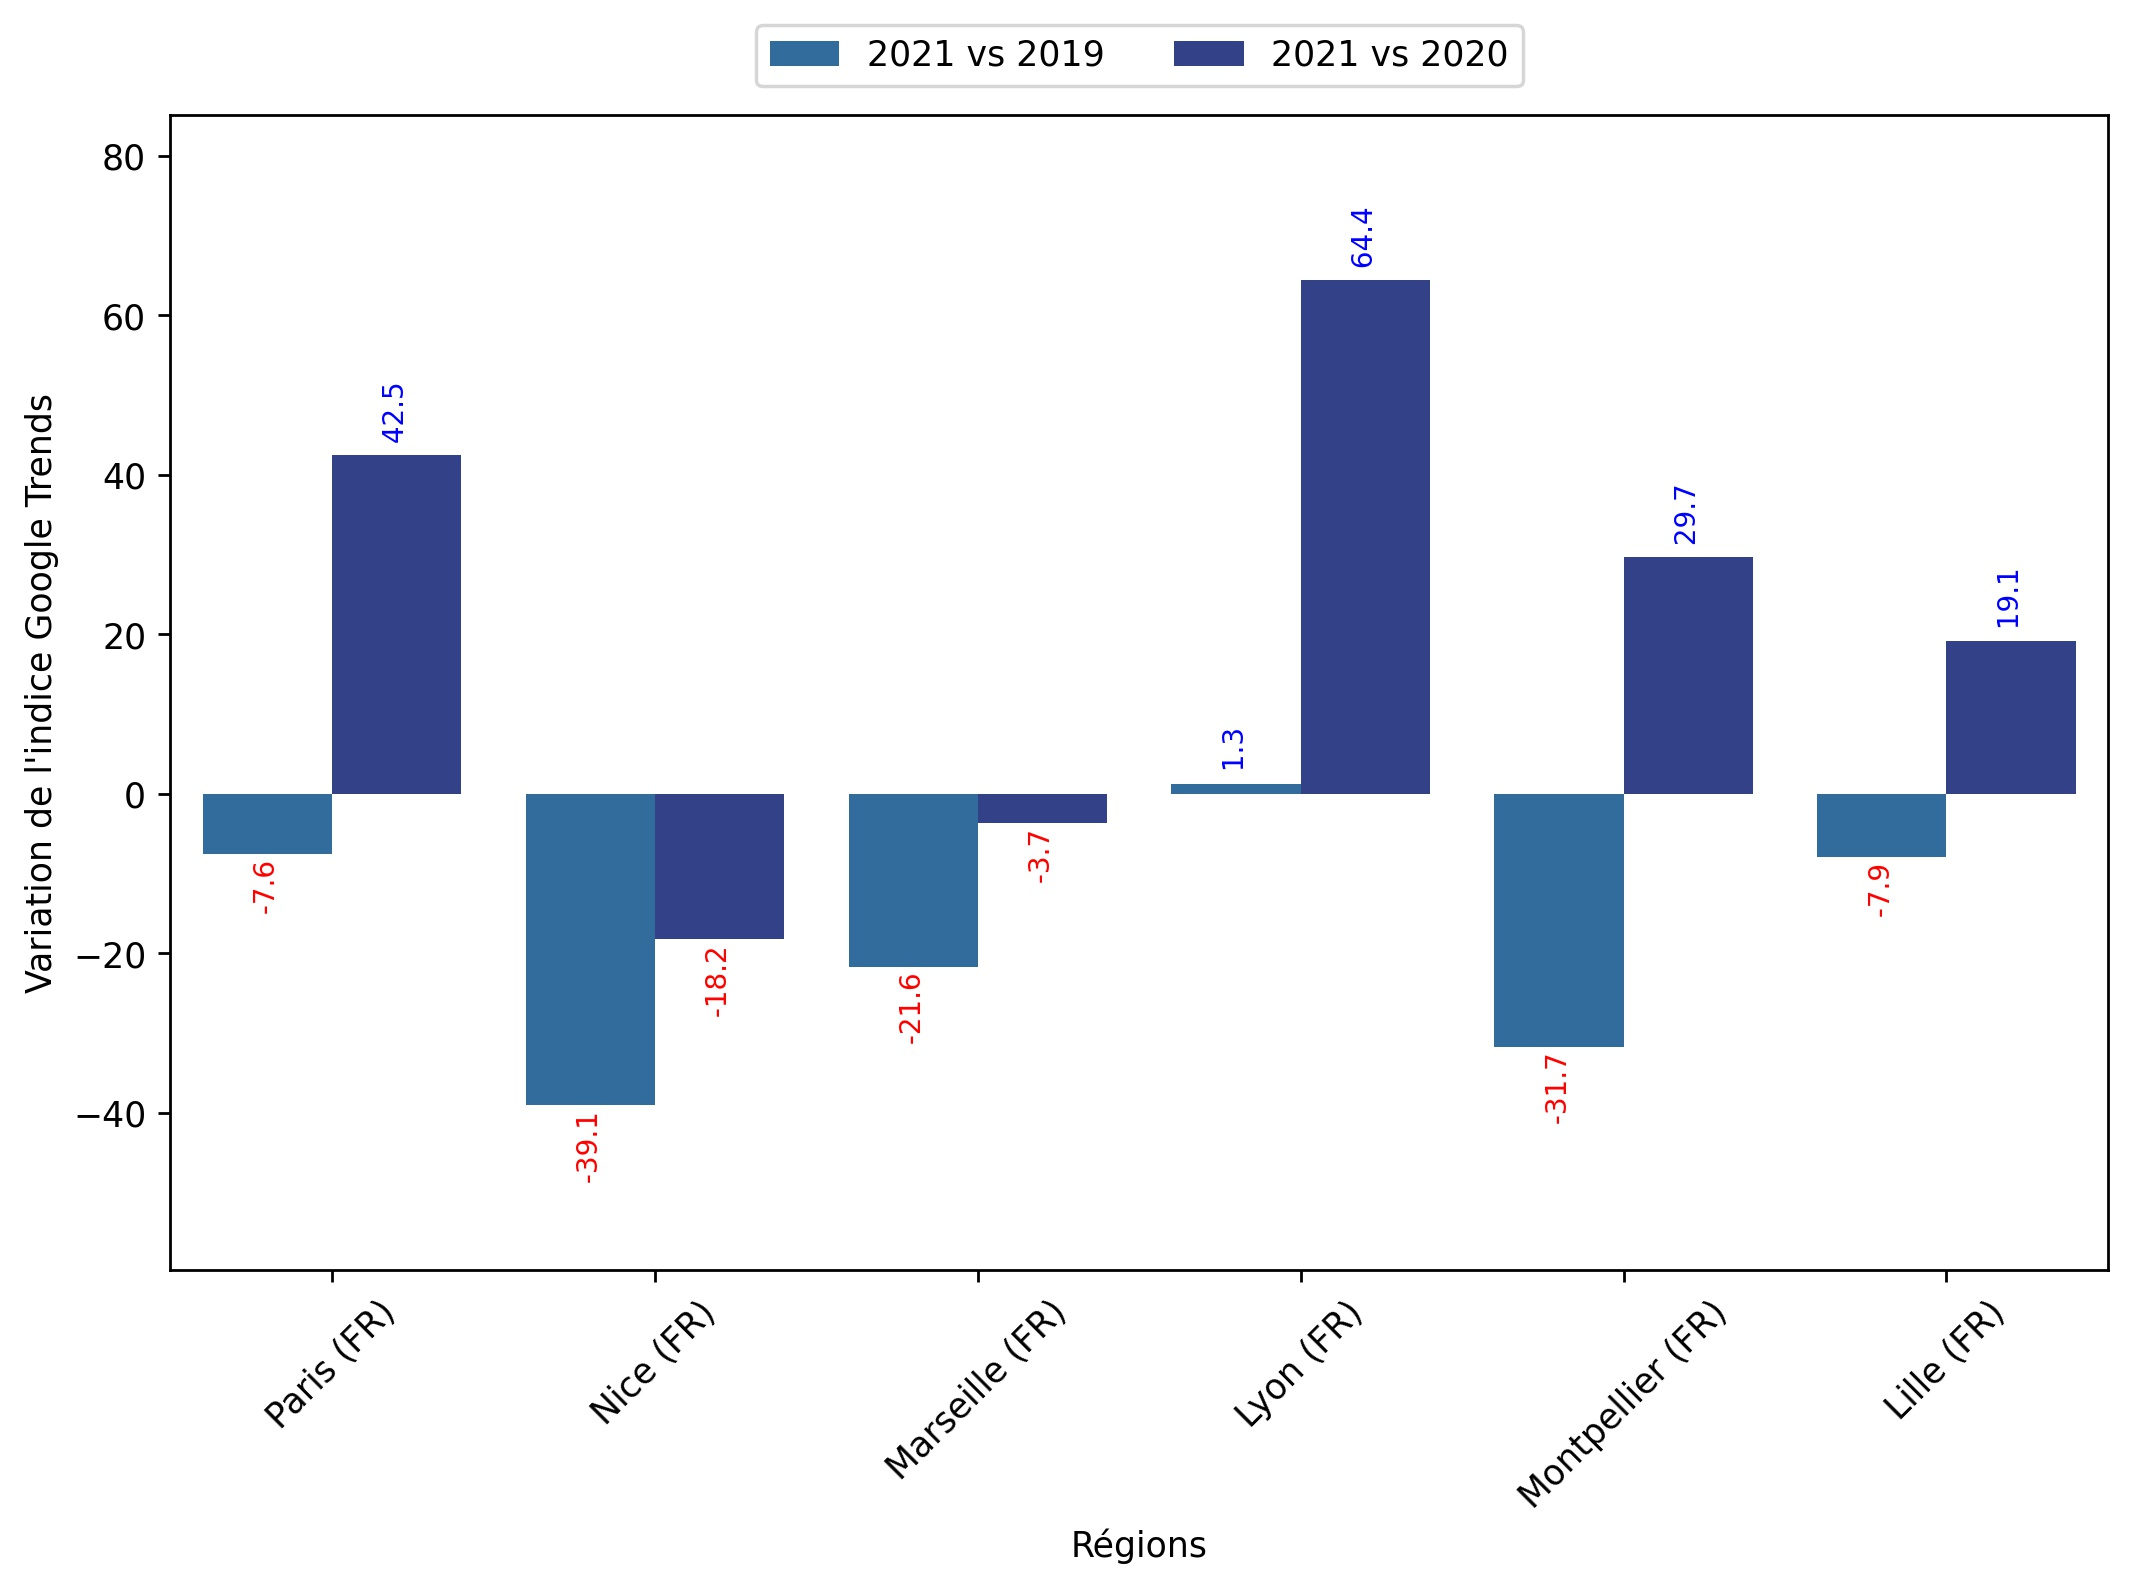 2021 vs 2019
2021 vs 2020
Variation de l'indice Google Trends
80
60
40
20
0
−20
−40
-7.6
42.5
-39.1
-18.2
-21.6
-3.7
1.3
64.4
-31.7
29.7
-7.9
19.1
Paris (FR)
Nice (FR)
Marseille (FR)
Lyon (FR)
Montpellier (FR)
Lille (FR)
Régions